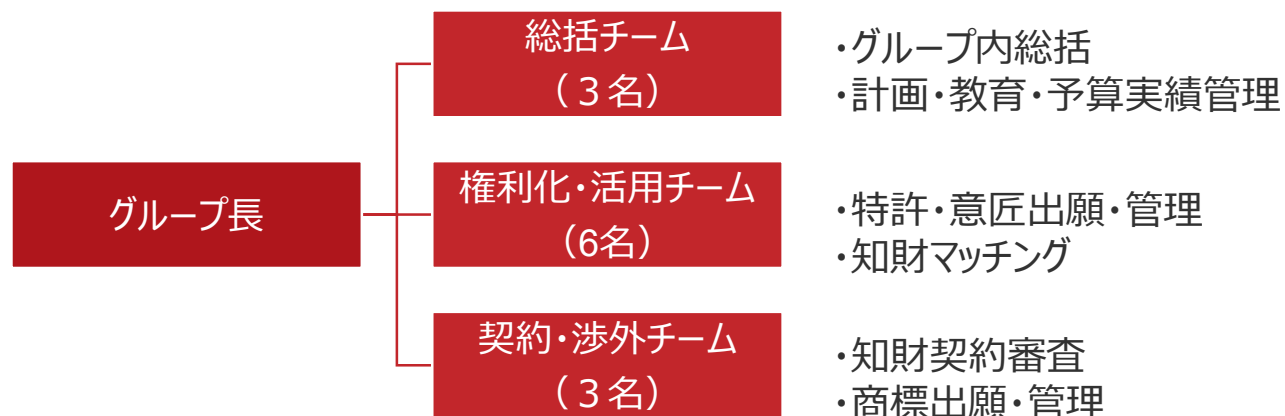 グループ長
総括チーム
（３名）
・グループ内総括
・計画・教育・予算実績管理
権利化・活用チーム
（6名）
・特許・意匠出願・管理
・知財マッチング
契約・渉外チーム
（３名）
・知財契約審査
・商標出願・管理